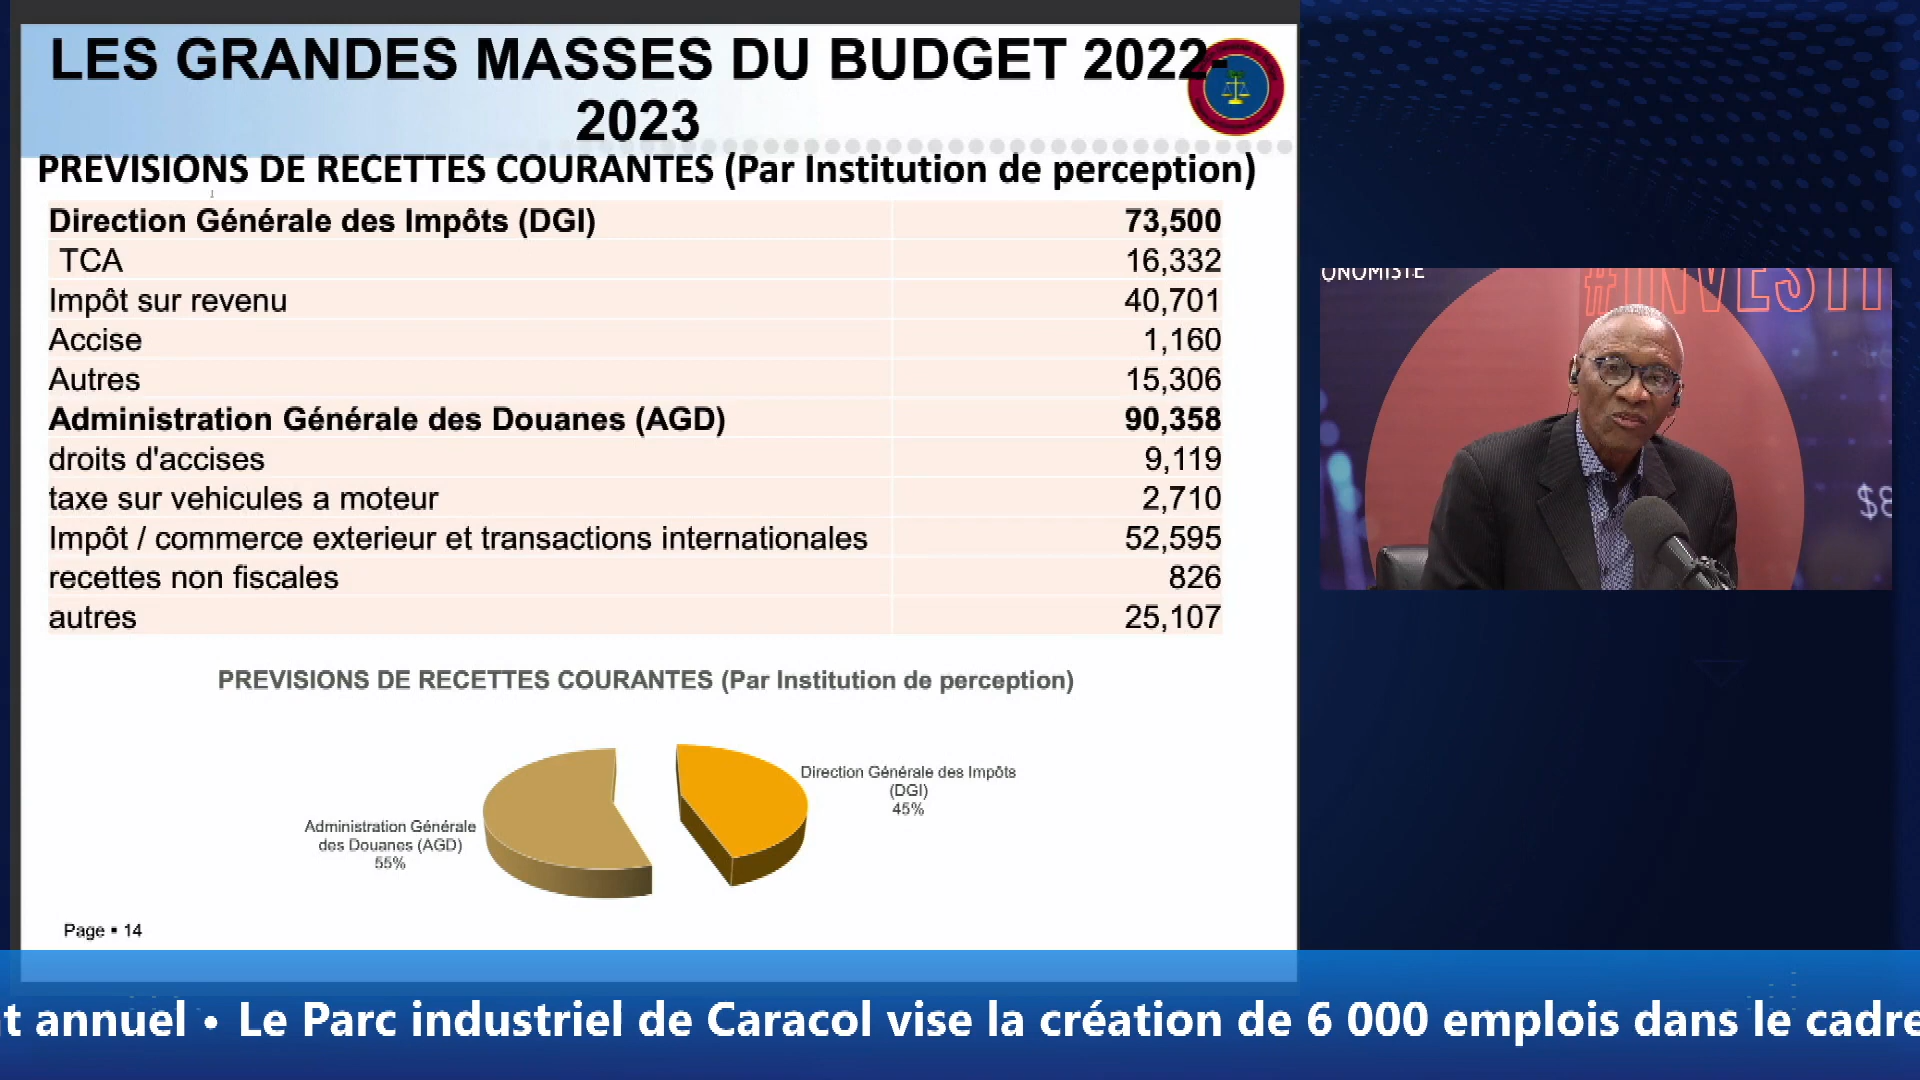 LES GRANDES MASSES DU BUDGET 2022-
2023
PREVISIONS DE RECETTES COURANTES (Par Institution de perception)
1
Direction Générale des Impôts (DGI) 73,500
TCA 16,332
Impôt sur revenu 40,701
Accise 1,160
Autres 15,306
Administration Générale des Douanes (AGD) 90,358
droits d'accises 9,119
taxe sur vehicules a moteur 2,710
Impôt / commerce exterieur et transactions internationales 52,595
recettes non fiscales 826
autres 25,107
PREVISIONS DE RECETTES COURANTES (Par Institution de perception)
Direction Générale des Impôts
(DGI)
45%
Administration Générale
des Douanes (AGD)
55%
Page ▪ 14
ONOMISTE
#INVESTI
$8
t annuel • Le Parc industriel de Caracol vise la création de 6 000 emplois dans le cadre